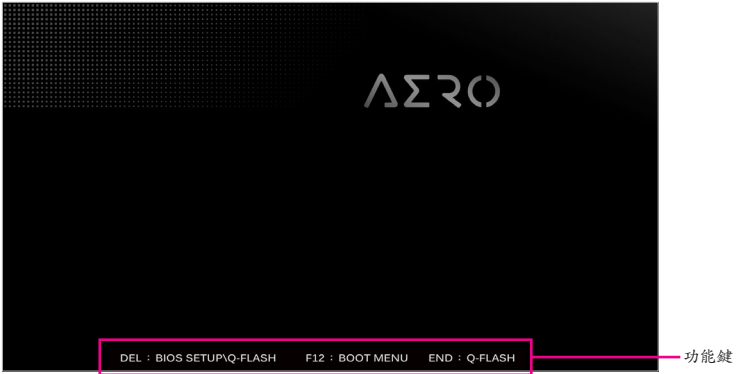 AERO
DEL : BIOS SETUP\Q-FLASH F12 : BOOT MENU END : Q-FLASH
功能鍵